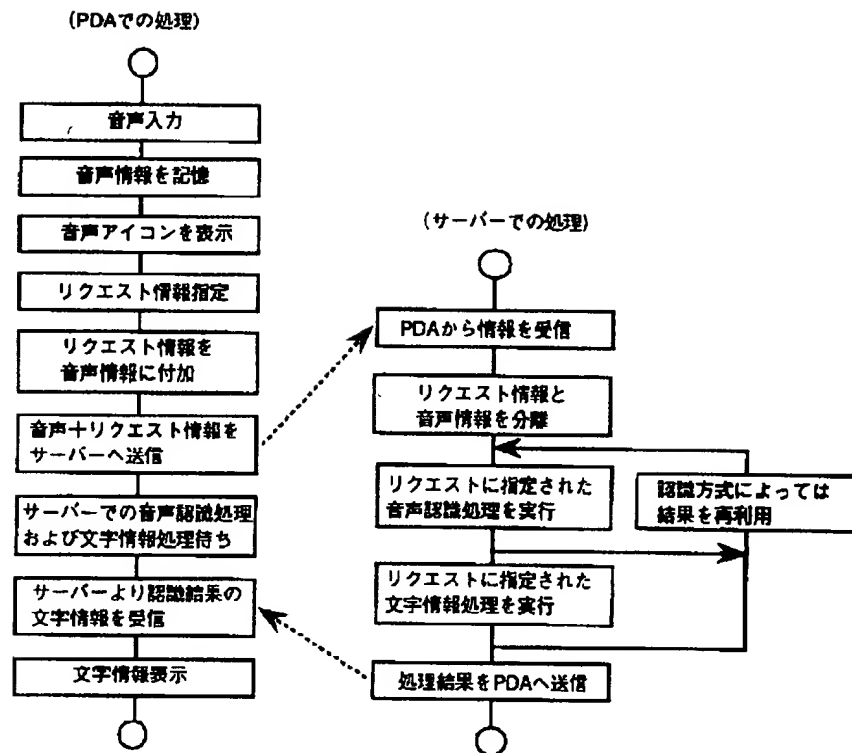 (PDAでの処理)
音声入力
音声情報を記憶
音声アイコンを表示
リクエスト情報指定
リクエスト情報を
音声情報に付加
音声＋リクエスト情報を
サーバーへ送信
サーバーでの音声認識処理
および文字情報処理待ち
サーバーより認識結果の
文字情報を受信
文字情報表示
(サーバーでの処理)
PDAから情報を受信
リクエスト情報と
音声情報を分離
リクエストに指定された
音声認識処理を実行
認識方式によっては
結果を再利用
リクエストに指定された
文字情報処理を実行
処理結果をPDAへ送信